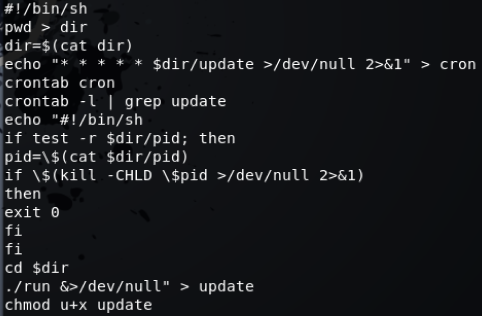 #!/bin/sh
pwd > dir
dir=$(cat dir)
echo "* * * * * $dir/update >/dev/null 2>&1" > cron
crontab cron
crontab -l | grep update
echo "#!/bin/sh
if test -r $dir/pid; then
pid=\$(cat $dir/pid)
if \$(kill -CHLD \$pid >/dev/null 2>&1)
then
exit 0
fi
fi
cd $dir
./run &>/dev/null" > update
chmod u+x update